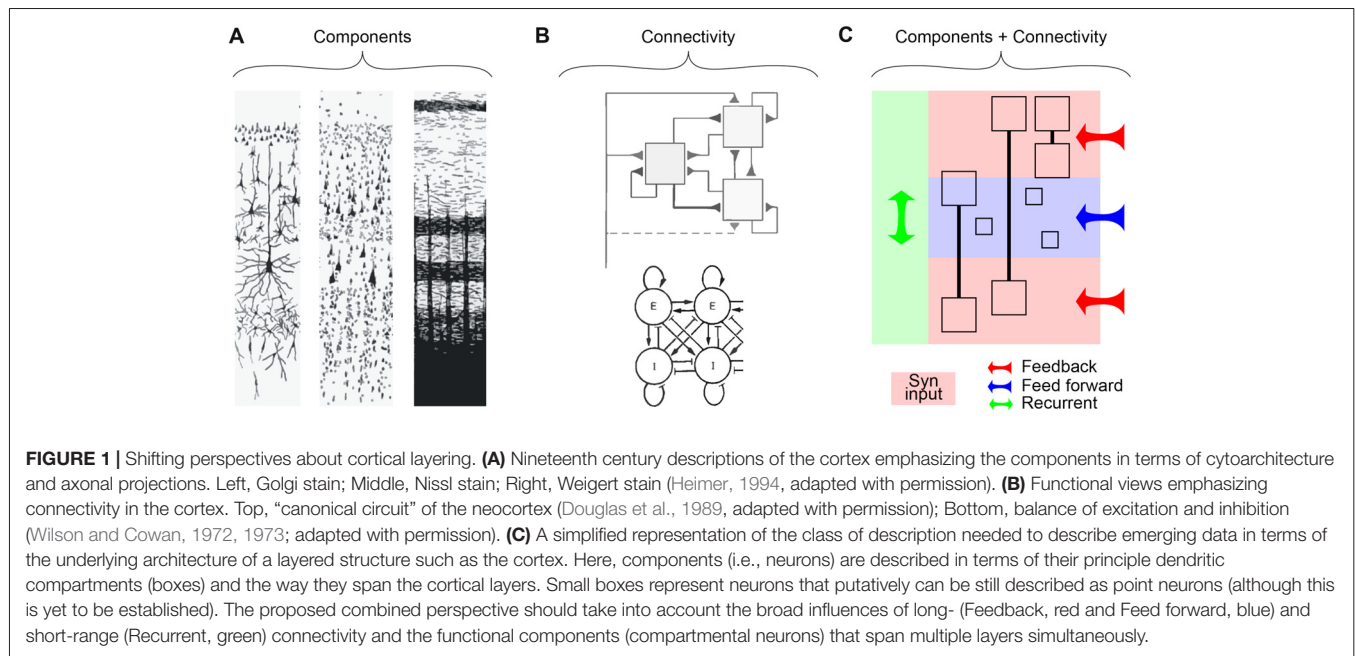 A Components
B Connectivity
C Components + Connectivity
E E
I I
Syn
input
Feedback
Feed forward
Recurrent
FIGURE 1 | Shifting perspectives about cortical layering. (A) Nineteenth century descriptions of the cortex emphasizing the components in terms of cytoarchitecture
and axonal projections. Left, Golgi stain; Middle, Nissl stain; Right, Weigert stain (Heimer, 1994, adapted with permission). (B) Functional views emphasizing
connectivity in the cortex. Top, “canonical circuit” of the neocortex (Douglas et al., 1989, adapted with permission); Bottom, balance of excitation and inhibition
(Wilson and Cowan, 1972, 1973; adapted with permission). (C) A simplified representation of the class of description needed to describe emerging data in terms of
the underlying architecture of a layered structure such as the cortex. Here, components (i.e., neurons) are described in terms of their principle dendritic
compartments (boxes) and the way they span the cortical layers. Small boxes represent neurons that putatively can be still described as point neurons (although this
is yet to be established). The proposed combined perspective should take into account the broad influences of long- (Feedback, red and Feed forward, blue) and
short-range (Recurrent, green) connectivity and the functional components (compartmental neurons) that span multiple layers simultaneously.